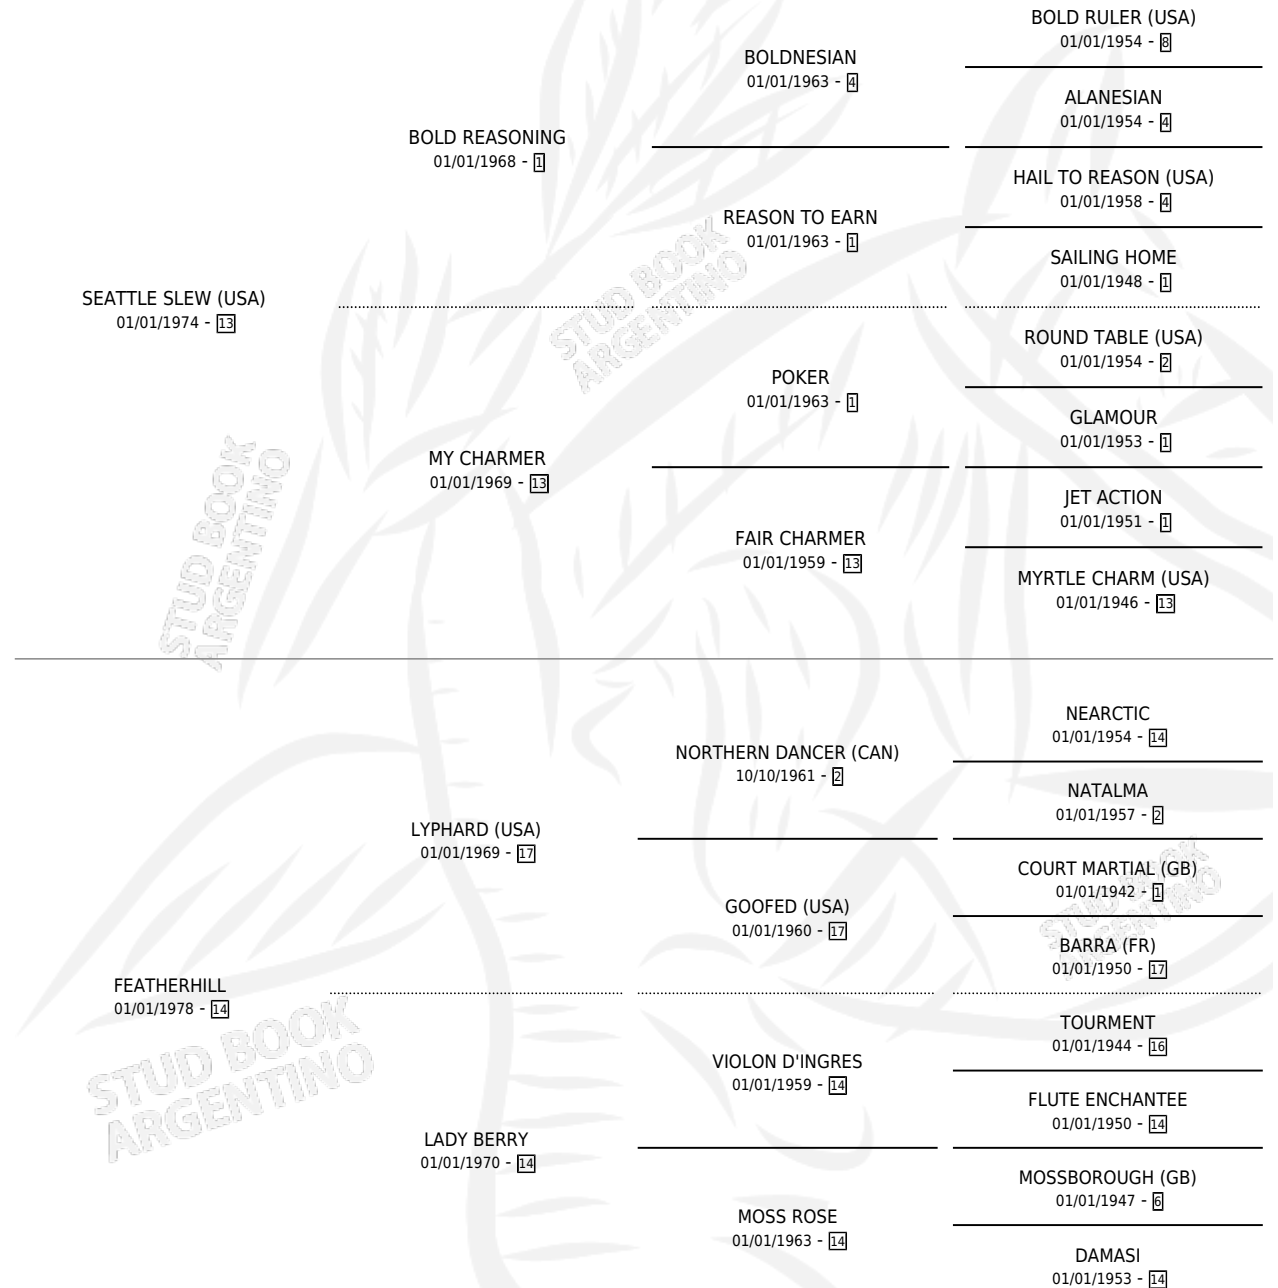 BOLD RULER (USA)
01/01/1954 - 8
BOLDNESIAN
01/01/1963 - 4
ALANESIAN
01/01/1954 - 4
BOLD REASONING
01/01/1968 - 1
HAIL TO REASON (USA)
01/01/1958 - 4
REASON TO EARN
01/01/1963 - 1
SAILING HOME
01/01/1948 - 1
SEATTLE SLEW (USA)
01/01/1974 - 13
ROUND TABLE (USA)
01/01/1954 - 2
POKER
01/01/1963 - 1
GLAMOUR
01/01/1953 - 1
MY CHARMER
01/01/1969 - 13
JET ACTION
01/01/1951 - 1
FAIR CHARMER
01/01/1959 - 13
MYRTLE CHARM (USA)
01/01/1946 - 13
STUD BOOK
ARGENTINO
STUD BOOK
ARGENTINO
NEARCTIC
01/01/1954 - 14
NORTHERN DANCER (CAN)
10/10/1961 - 2
NATALMA
01/01/1957 - 2
LYPHARD (USA)
01/01/1969 - 17
COURT MARTIAL (GB)
01/01/1942 - 1
GOOFED (USA)
01/01/1960 - 17
BARRA (FR)
01/01/1950 - 17
FEATHERHILL
01/01/1978 - 14
TOURMENT
01/01/1944 - 16
VIOLON D'INGRES
01/01/1959 - 14
FLUTE ENCHANTEE
01/01/1950 - 14
LADY BERRY
01/01/1970 - 14
MOSSBOROUGH (GB)
01/01/1947 - 6
MOSS ROSE
01/01/1963 - 14
DAMASI
01/01/1953 - 14
STUD BOOK
ARGENTINO
STUD BOOK
ARGENTINO